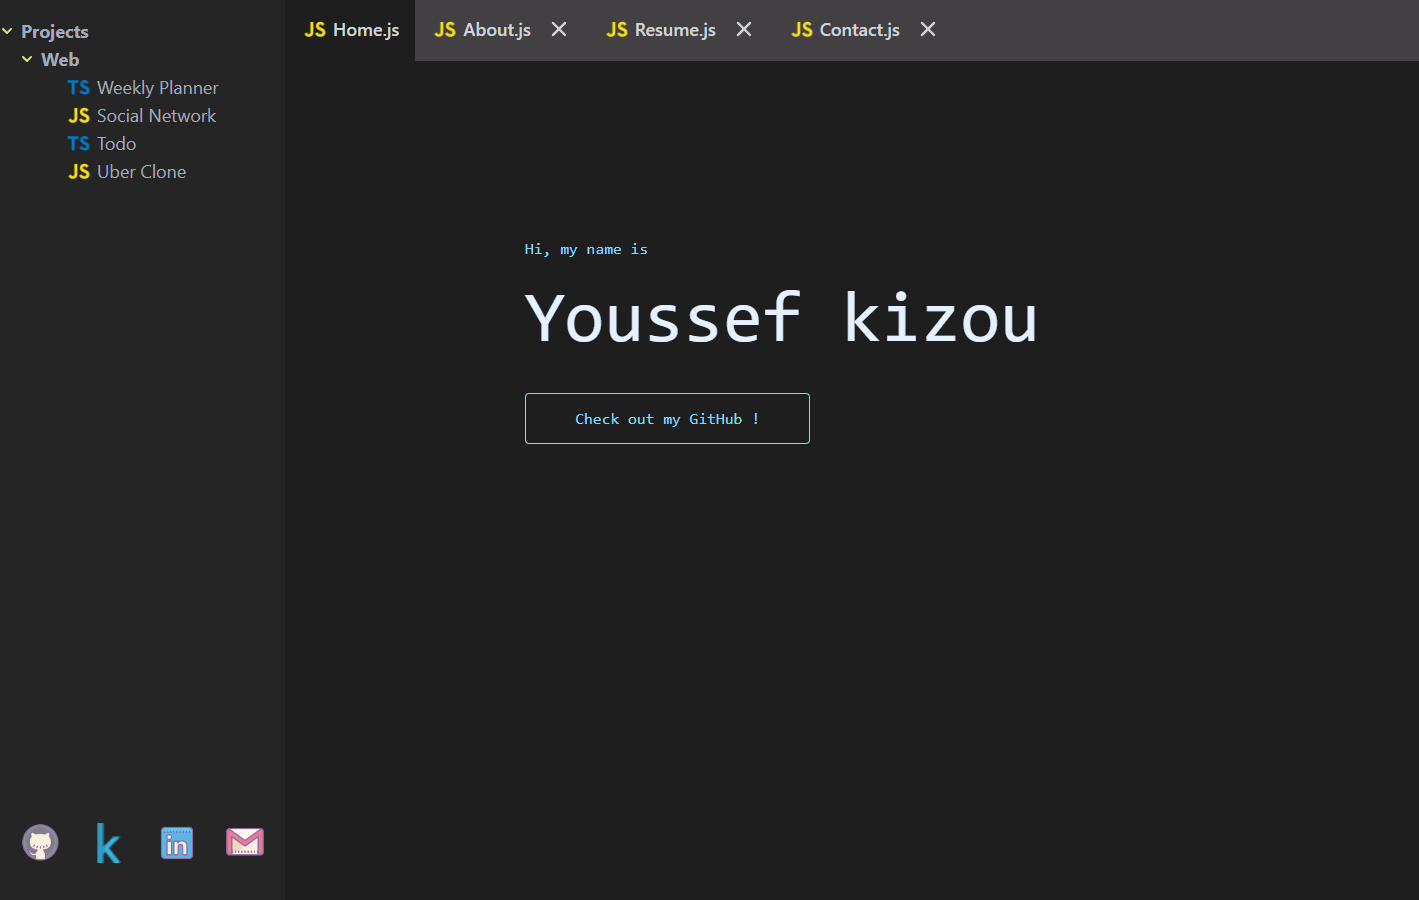 Projects
Web
TS Weekly Planner
JS Social Network
TS Todo
JS Uber Clone
k in
JS Home.js JS About.js JS Resume.js JS Contact.js
Hi, my name is
Youssef kizou
Check out my GitHub !